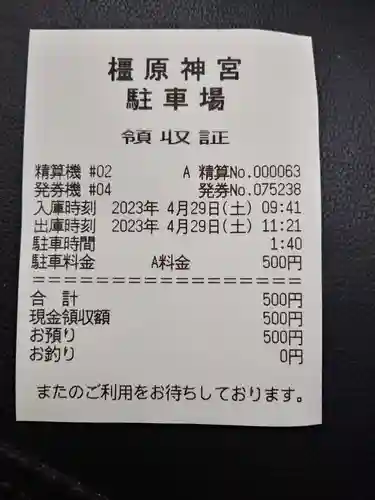 橿原神宮
駐車場
領収証
精算機 #02 A 精算No.000063
発券機 #04 発券No.075238
入庫時刻 2023年 4月29日(土) 09:41
出庫時刻 2023年 4月29日(土) 11:21
駐車時間 1:40
駐車料金 A料金 500円
==================
合 計 500円
現金領収額 500円
お預り 500円
お釣り 0円
またのご利用をお待ちしております。